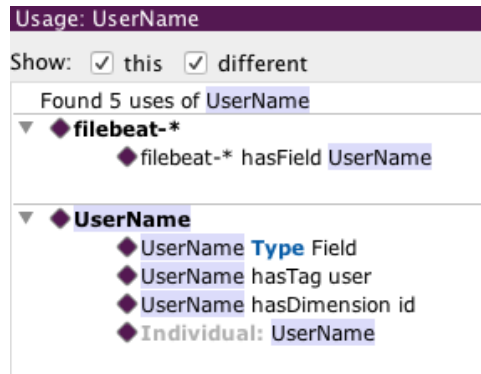 Usage: UserName
Show: this different
Found 5 uses of UserName
filebeat-*
filebeat-* hasField UserName
UserName
UserName Type Field
UserName hasTag user
UserName hasDimension id
Individual: UserName